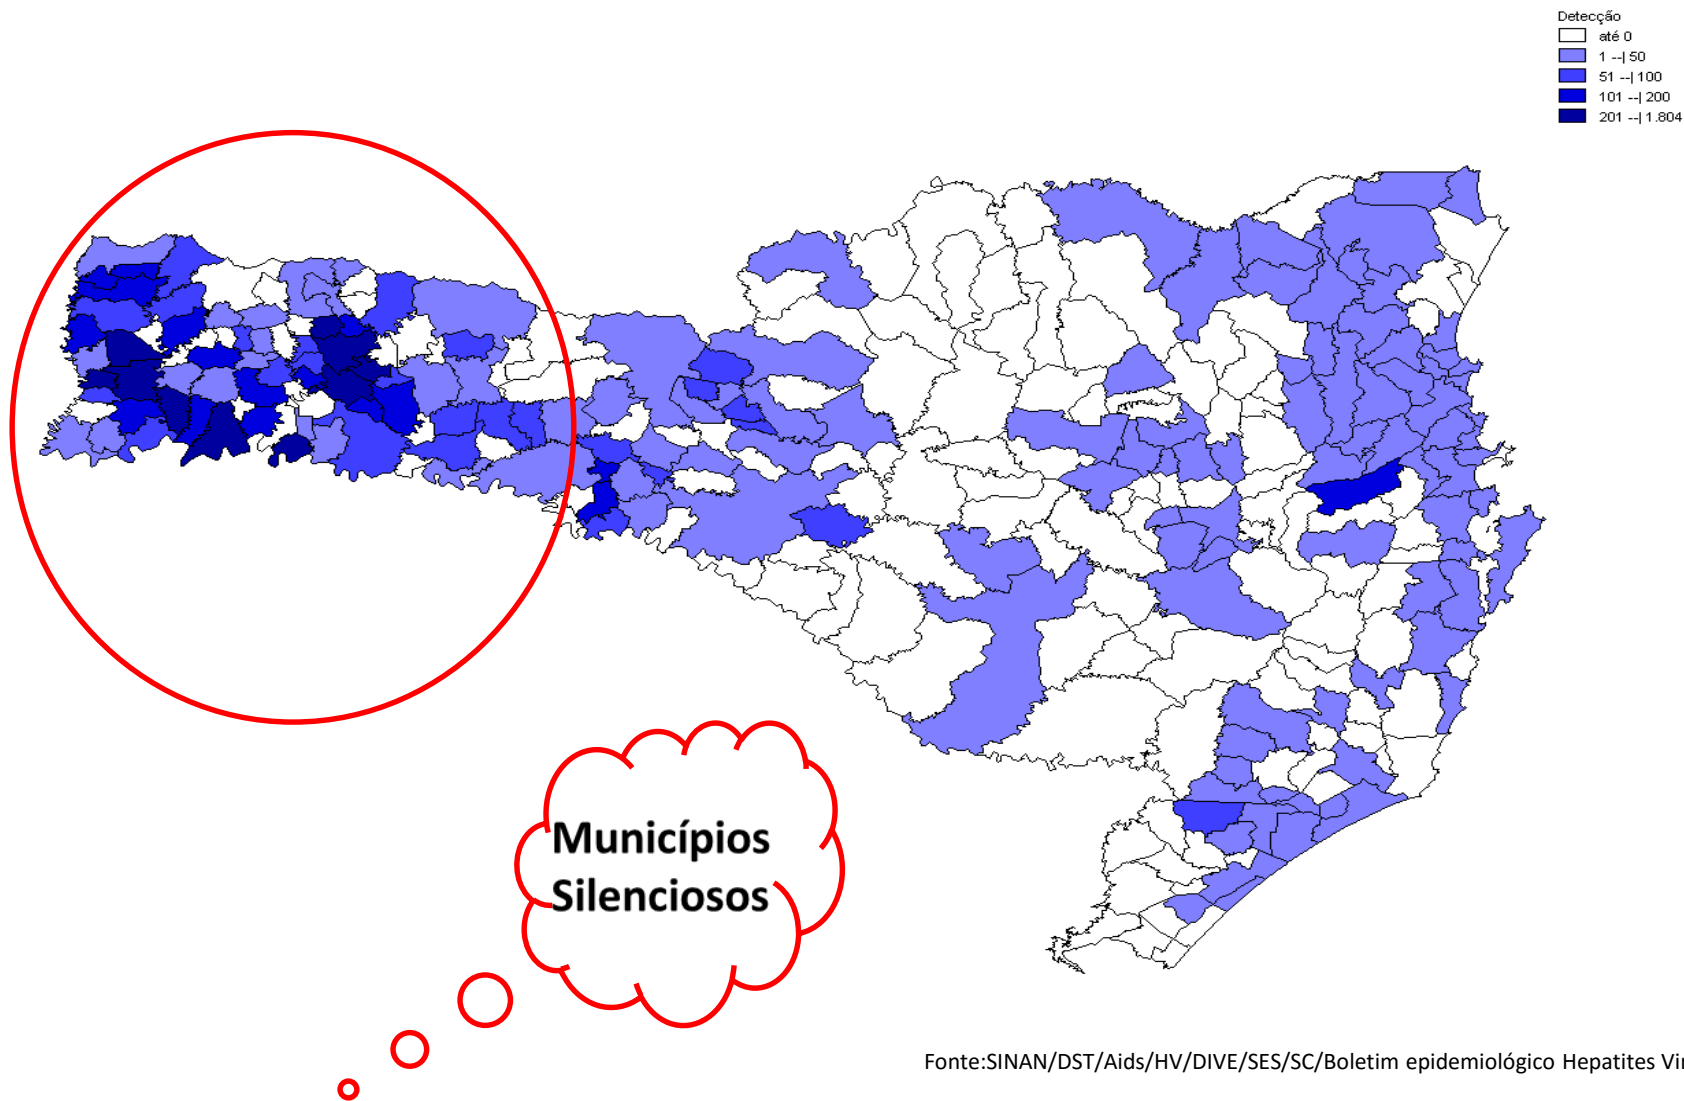 Detecção
até 0
1 --| 50
51 --| 100
101 --| 200
201 --| 1.804
Municípios
Silenciosos
Fonte:SINAN/DST/Aids/HV/DIVE/SES/SC/Boletim epidemiológico Hepatites